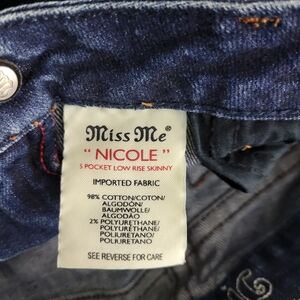 Miss Me®
"NICOLE"
5 POCKET LOW RISE SKINNY
IMPORTED FABRIC
98% COTTON/COTON/
ALGODÓN/
BAUMWOLLE/
ALGODÃO
2% POLYURETHANE/
POLYURÉTHANE/
POLIURETANO/
POLIURETANO
SEE REVERSE FOR CARE